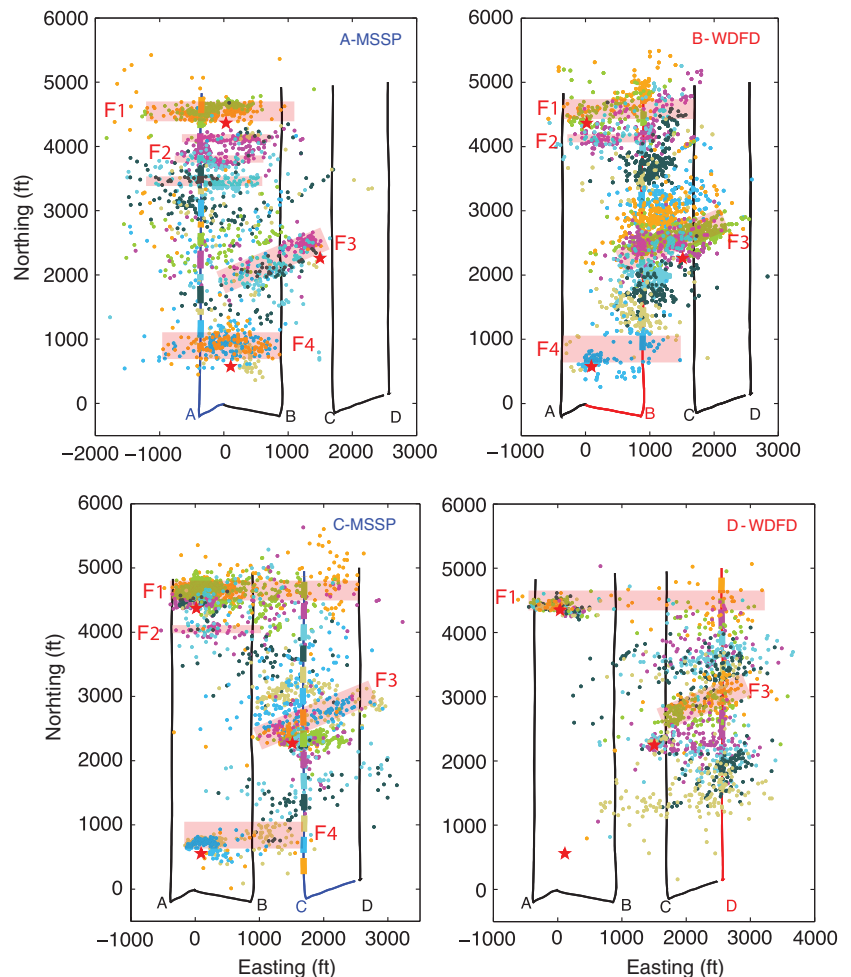 6000
A-MSSP
5000
F1
4000
F2
3000
F3
2000
1000
F4
0
A
B
C
D
−2000
−1000
0
1000
2000
3000
Northing (ft)
6000
B-WDFD
5000
F1
4000
F2
3000
F3
2000
1000
F4
0
A
B
C
D
−1000
0
1000
2000
3000
6000
C-MSSP
5000
F1
4000
F2
3000
F3
2000
1000
F4
0
A
B
C
D
−1000
0
1000
2000
3000
Norhting (ft)
Easting (ft)
6000
D-WDFD
5000
F1
4000
3000
F3
2000
1000
0
A
B
C
D
−1000
0
1000
2000
3000
4000
Easting (ft)